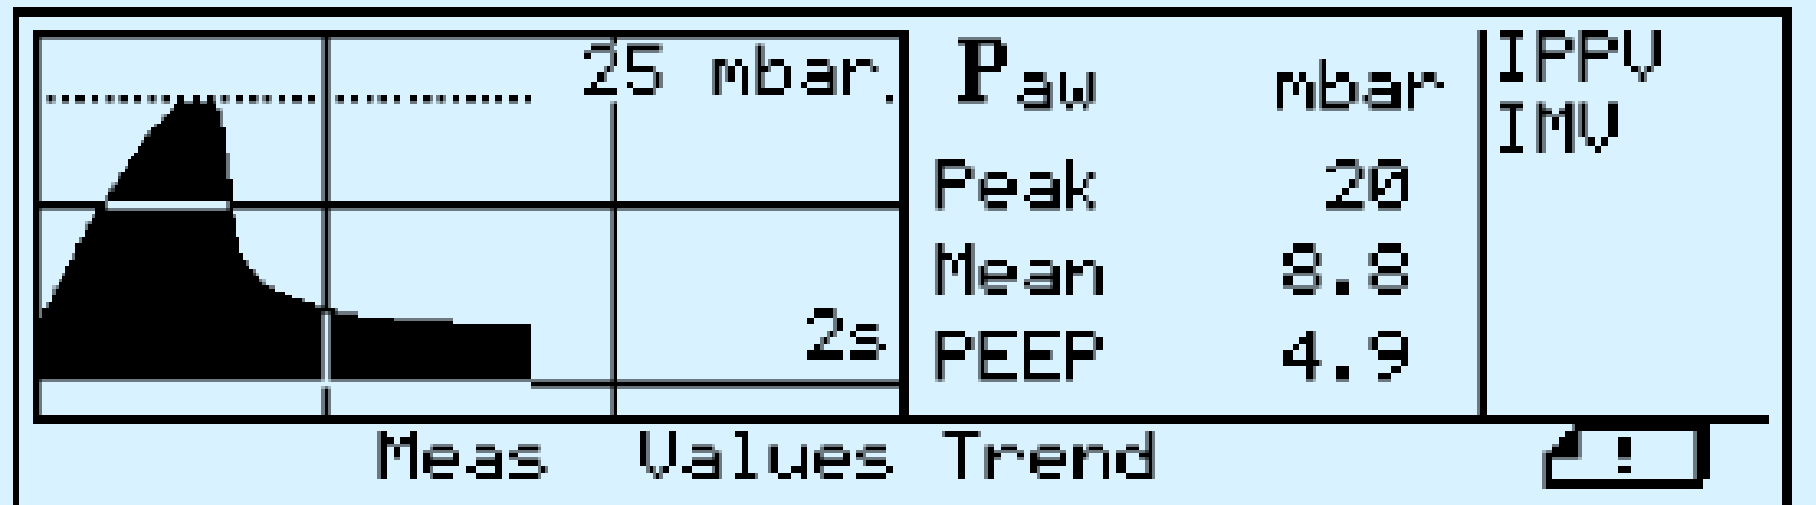 25 mbar
2s
Paw mbar
Peak 20
Mean 8.8
PEEP 4.9
IPPV
IMV
Meas Values Trend !